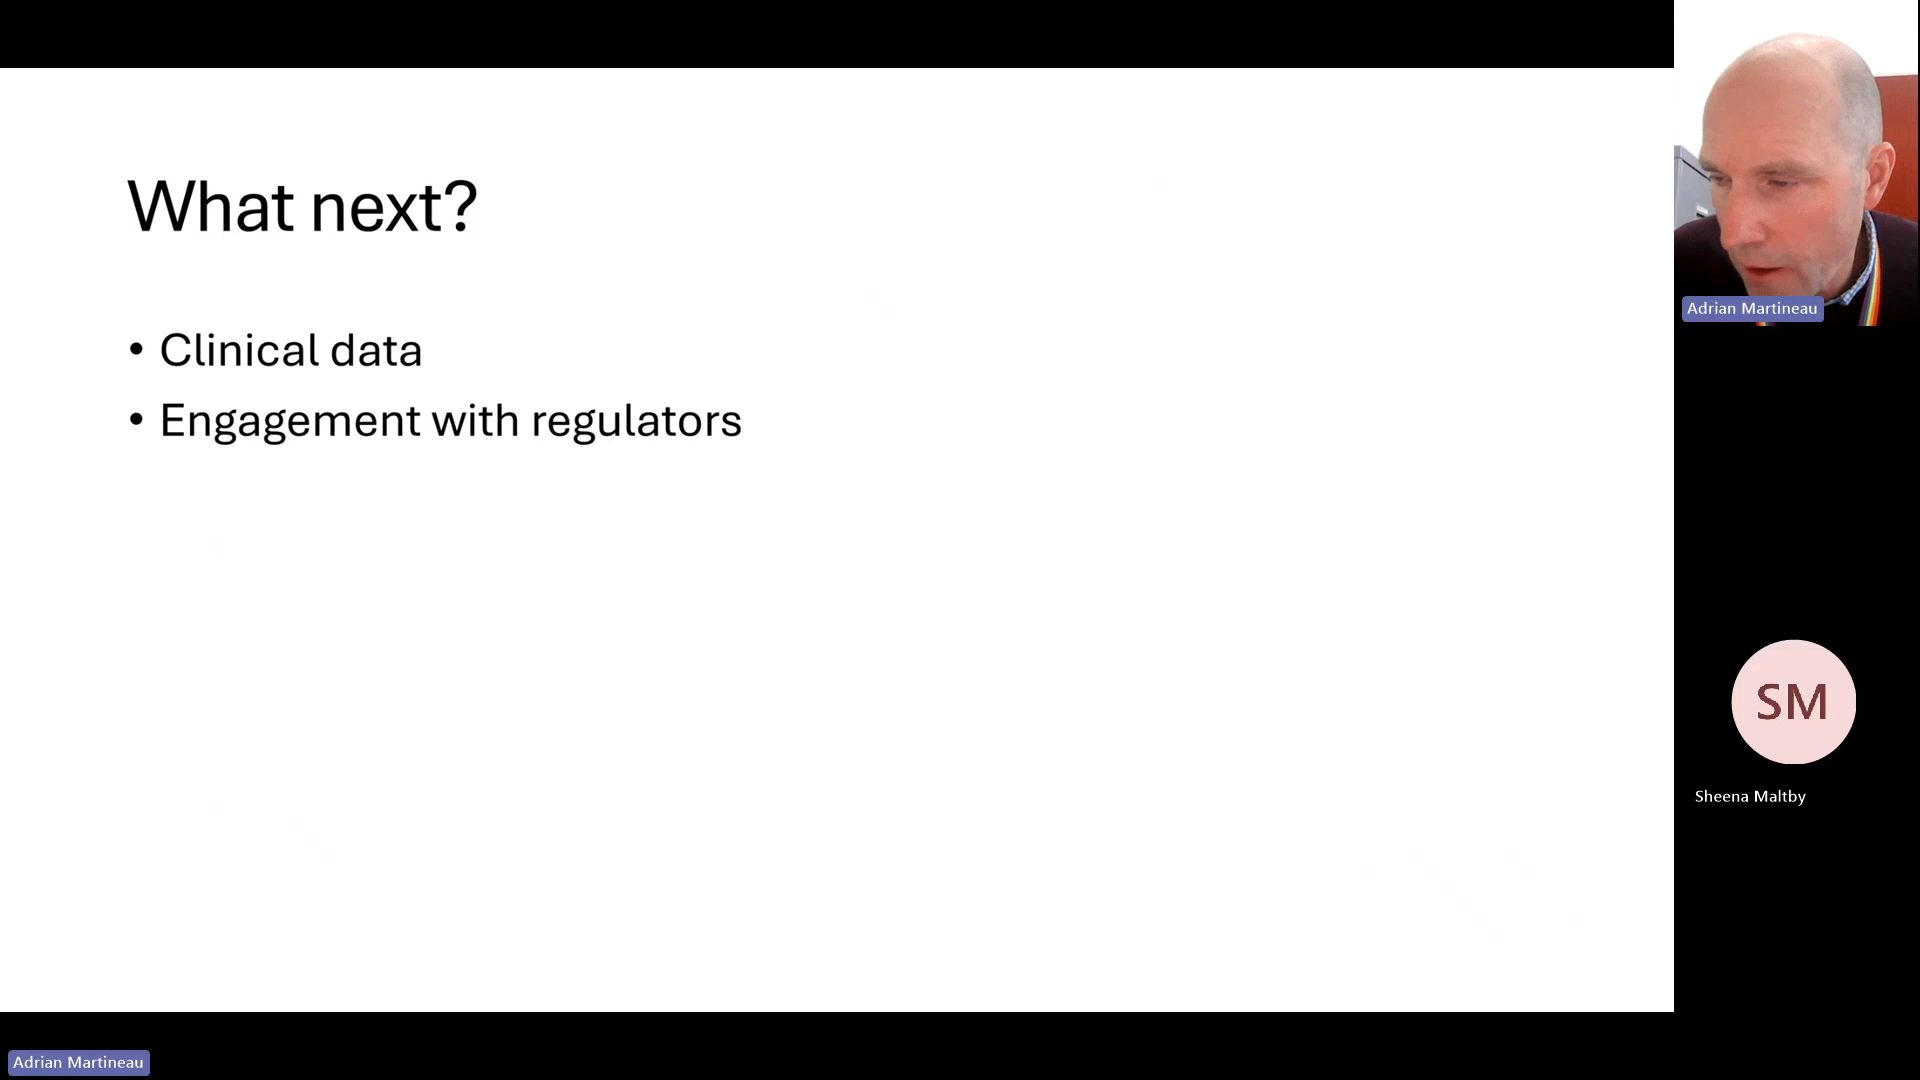 What next?
• Clinical data
• Engagement with regulators
Adrian Martineau
SM
Sheena Maltby
Adrian Martineau